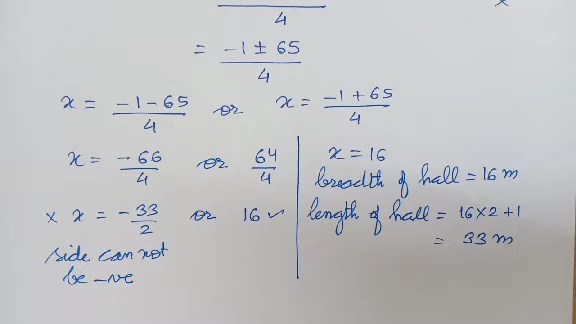 4
= -1 ± 65 / 4
x = -1 - 65 / 4 or x = -1 + 65 / 4
x = -66 / 4 or 64 / 4
× x = -33 / 2 or 16 ✓
side can not
be -ve
x = 16
breadth of hall = 16 m
length of hall = 16 × 2 + 1
= 33 m